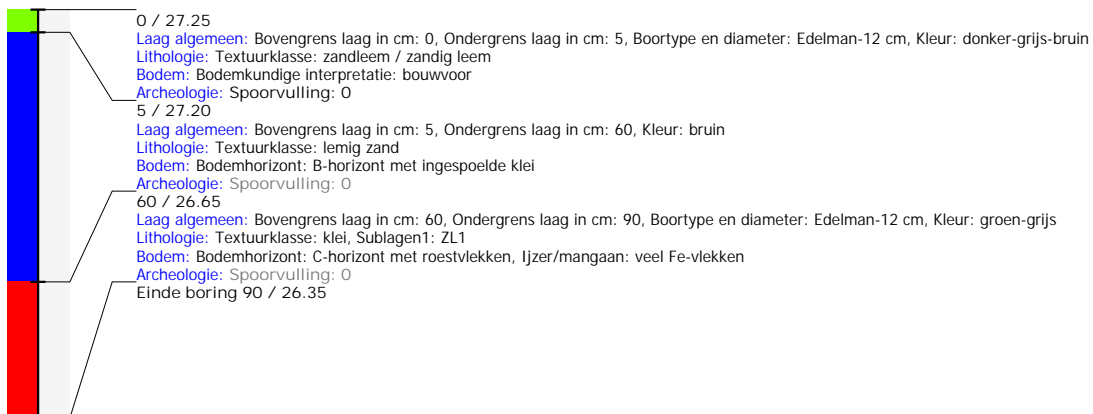 0 / 27.25
Laag algemeen: Bovengrens laag in cm: 0, Ondergrens laag in cm: 5, Boortype en diameter: Edelman-12 cm, Kleur: donker-grijs-bruin
Lithologie: Textuurklasse: zandleem / zandig leem
Bodem: Bodemkundige interpretatie: bouwvoor
Archeologie: Spoorvulling: 0
5 / 27.20
Laag algemeen: Bovengrens laag in cm: 5, Ondergrens laag in cm: 60, Kleur: bruin
Lithologie: Textuurklasse: lemig zand
Bodem: Bodemhorizont: B-horizont met ingespoelde klei
Archeologie: Spoorvulling: 0
60 / 26.65
Laag algemeen: Bovengrens laag in cm: 60, Ondergrens laag in cm: 90, Boortype en diameter: Edelman-12 cm, Kleur: groen-grijs
Lithologie: Textuurklasse: klei, Sublagen1: ZL1
Bodem: Bodemhorizont: C-horizont met roestvlekken, Ijzer/mangaan: veel Fe-vlekken
Archeologie: Spoorvulling: 0
Einde boring 90 / 26.35